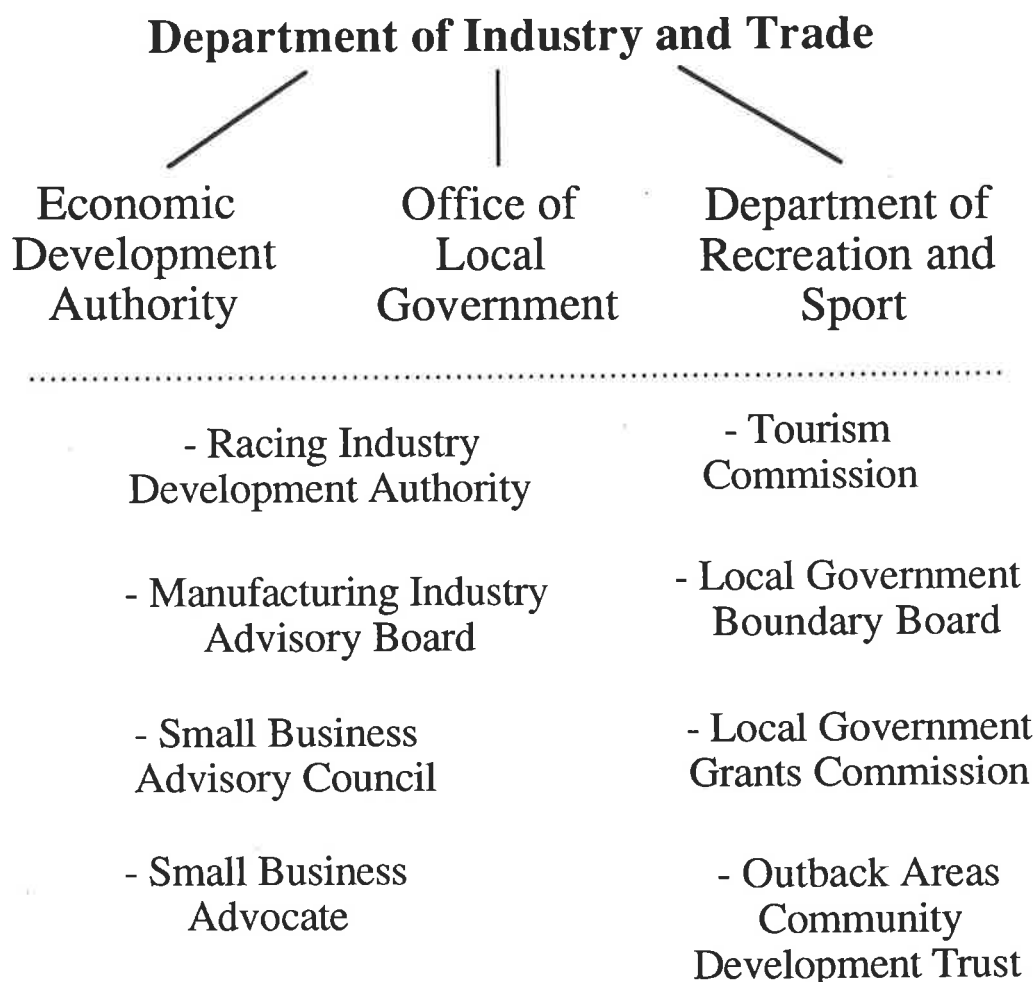 Department of Industry and Trade
Economic
Development
Authority
Office of
Local
Government
Department of
Recreation and
Sport
- Racing Industry
Development Authority
- Tourism
Commission
- Manufacturing Industry
Advisory Board
- Local Government
Boundary Board
- Small Business
Advisory Council
- Local Government
Grants Commission
- Small Business
Advocate
- Outback Areas
Community
Development Trust